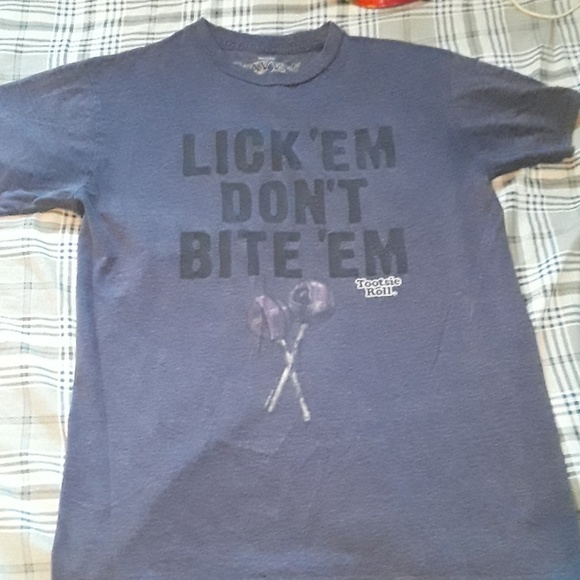 LICK 'EM
DON'T
BITE 'EM
Tootsie
Roll